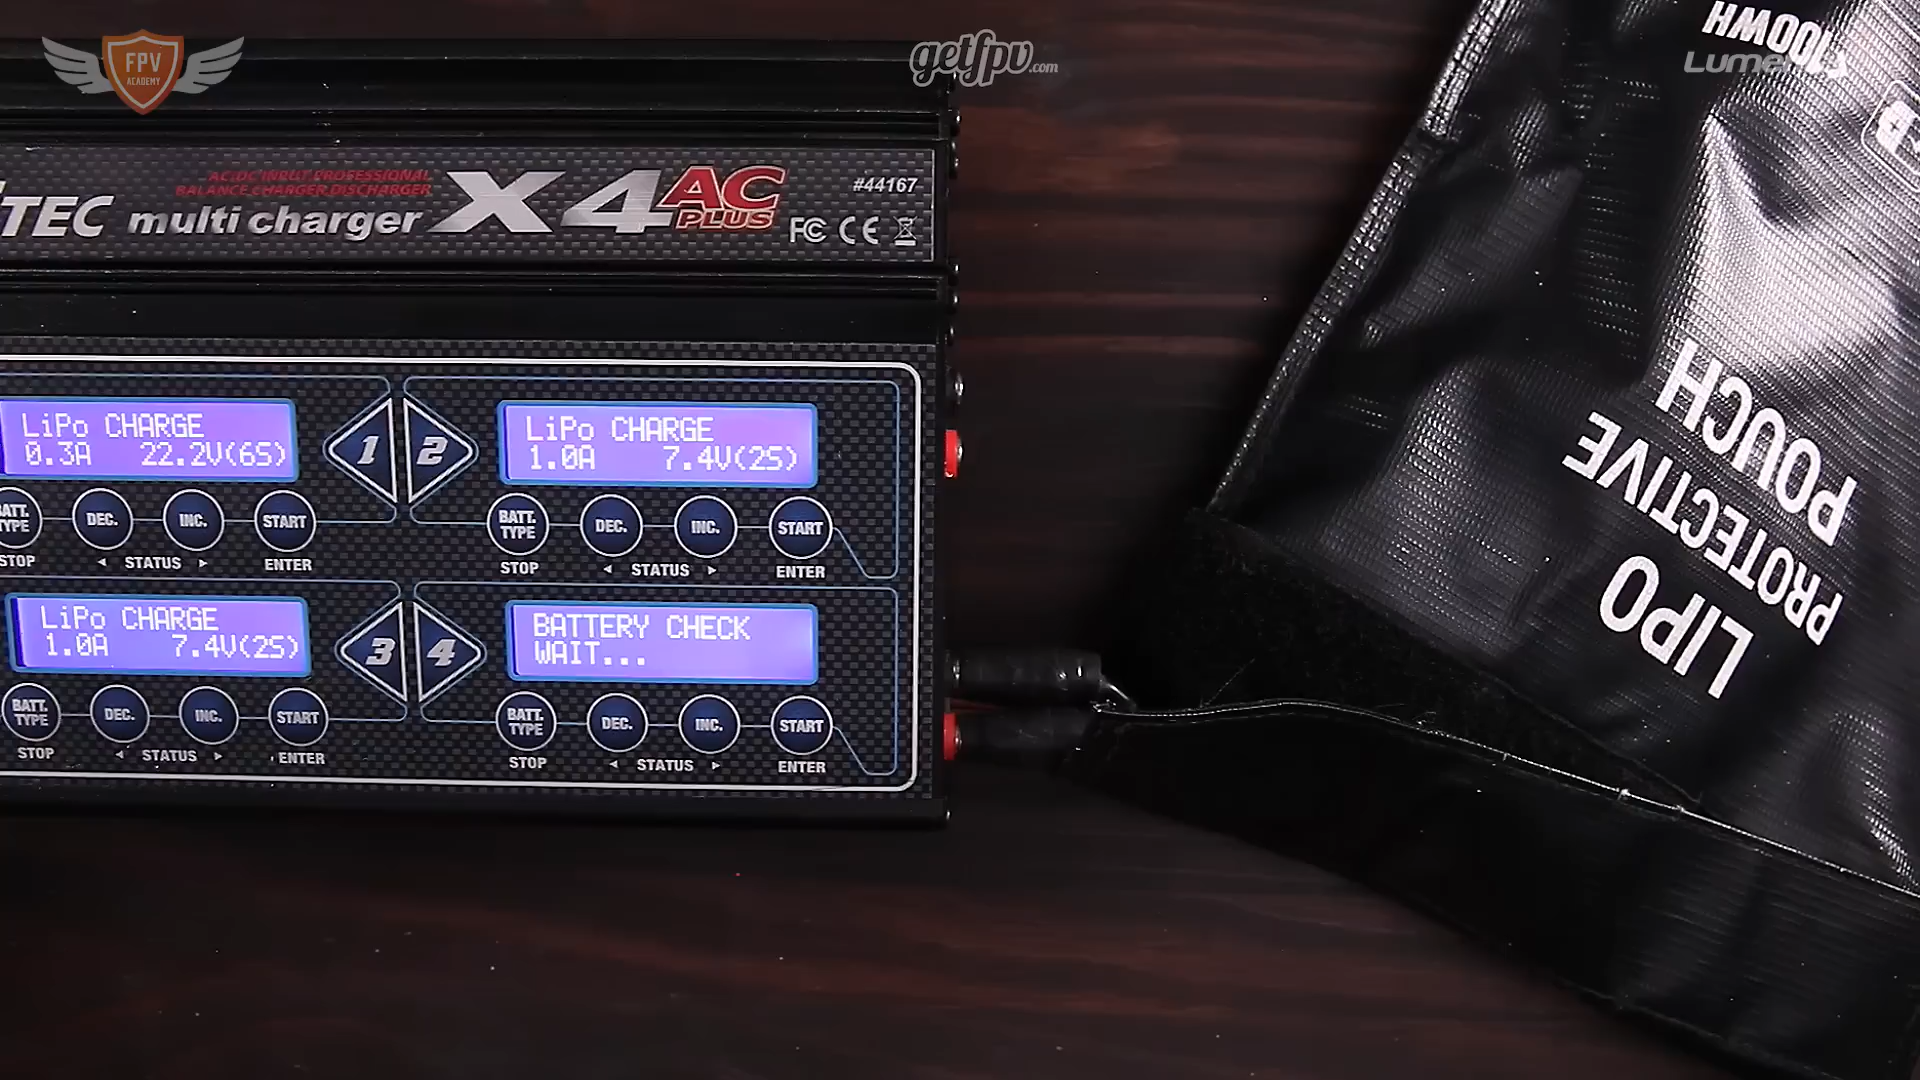 FPV
ACADEMY
getfpv.com
AC/DC INPUT PROFESSIONAL
BALANCE CHARGER/DISCHARGER
TEC multi charger X4 AC PLUS
#44167
FC CE
LiPo CHARGE
0.3A 22.2V(6S)
1
2
LiPo CHARGE
1.0A 7.4V(2S)
BATT. TYPE
DEC.
INC.
START
STOP
◄ STATUS ►
ENTER
BATT. TYPE
DEC.
INC.
START
STOP
◄ STATUS ►
ENTER
LiPo CHARGE
1.0A 7.4V(2S)
3
4
BATTERY CHECK
WAIT...
BATT. TYPE
DEC.
INC.
START
STOP
◄ STATUS ►
ENTER
BATT. TYPE
DEC.
INC.
START
STOP
◄ STATUS ►
ENTER
LIPO
PROTECTIVE
POUCH